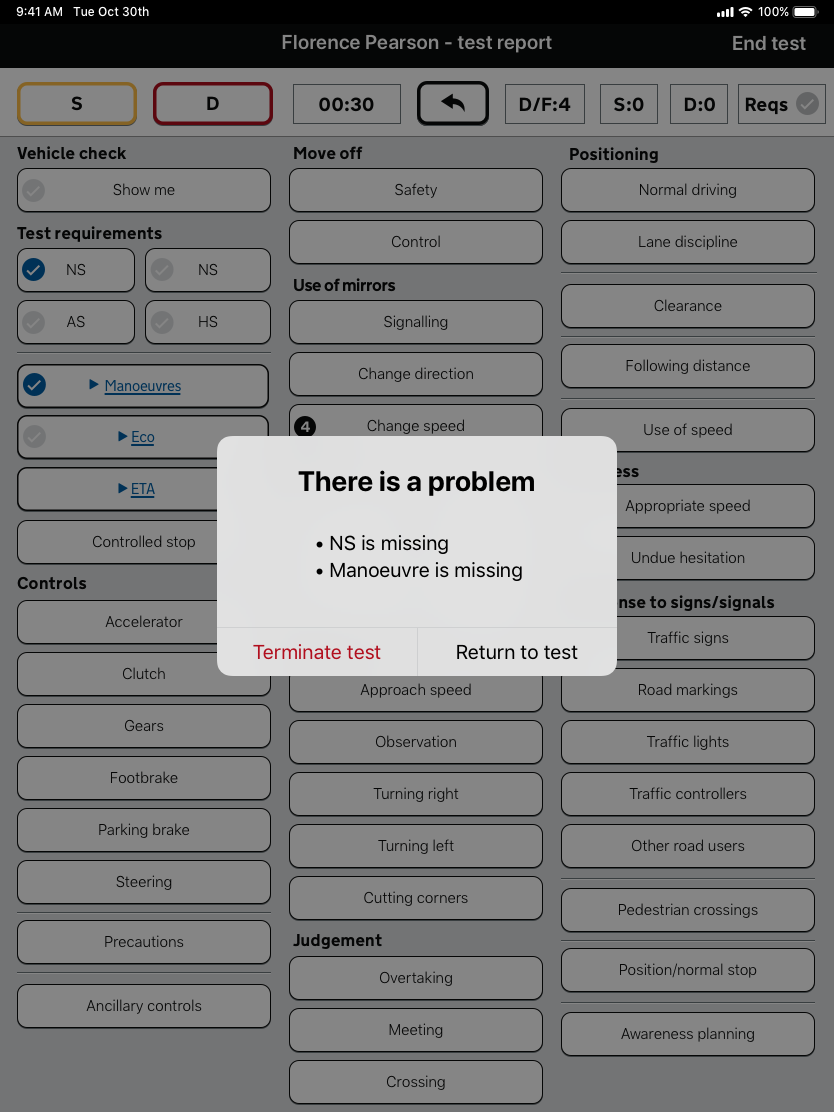 9:41 AM Tue Oct 30th 100%
Florence Pearson - test report End test
S D 00:30 D/F:4 S:0 D:0 Reqs
Vehicle check
Show me
Test requirements
NS NS
AS HS
Manoeuvres
Eco
ETA
Controlled stop
Controls
Accelerator
Clutch
Gears
Footbrake
Parking brake
Steering
Precautions
Ancillary controls
Move off
Safety
Control
Use of mirrors
Signalling
Change direction
4 Change speed
There is a problem
• NS is missing
• Manoeuvre is missing
Terminate test Return to test
Approach speed
Observation
Turning right
Turning left
Cutting corners
Judgement
Overtaking
Meeting
Crossing
Positioning
Normal driving
Lane discipline
Clearance
Following distance
Use of speed
ess
Appropriate speed
Undue hesitation
nse to signs/signals
Traffic signs
Road markings
Traffic lights
Traffic controllers
Other road users
Pedestrian crossings
Position/normal stop
Awareness planning